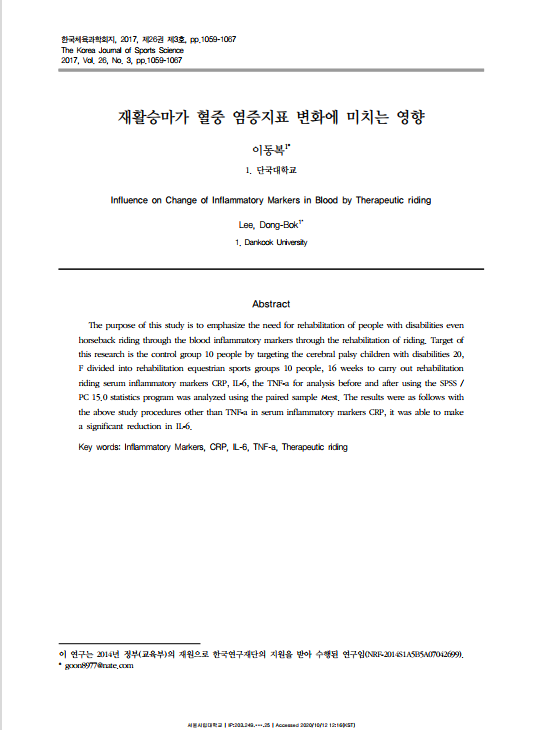 한국체육과학회지, 2017, 제26권 제3호, pp.1059-1067
The Korea Journal of Sports Science
2017, Vol. 26, No. 3, pp.1059-1067
재활승마가 혈중 염증지표 변화에 미치는 영향
이동복1*
1. 단국대학교
Influence on Change of Inflammatory Markers in Blood by Therapeutic riding
Lee, Dong-Bok1*
1. Dankook University
Abstract
The purpose of this study is to emphasize the need for rehabilitation of people with disabilities even
horseback riding through the blood inflammatory markers through the rehabilitation of riding. Target of
this research is the control group 10 people by targeting the cerebral palsy children with disabilities 20,
F divided into rehabilitation equestrian sports groups 10 people, 16 weeks to carry out rehabilitation
riding serum inflammatory markers CRP, IL-6, the TNF-a for analysis before and after using the SPSS /
PC 15.0 statistics program was analyzed using the paired sample t-test. The results were as follows with
the above study procedures other than TNF-a in serum inflammatory markers CRP, it was able to make
a significant reduction in IL-6.
Key words: Inflammatory Markers, CRP, IL-6, TNF-a, Therapeutic riding
이 연구는 2014년 정부(교육부)의 재원으로 한국연구재단의 지원을 받아 수행된 연구임(NRF-2014S1A5B5A07042699).
* goon8977@nate.com
서울시립대학교 | IP:203.249.***.25 | Accessed 2020/10/12 12:16(KST)